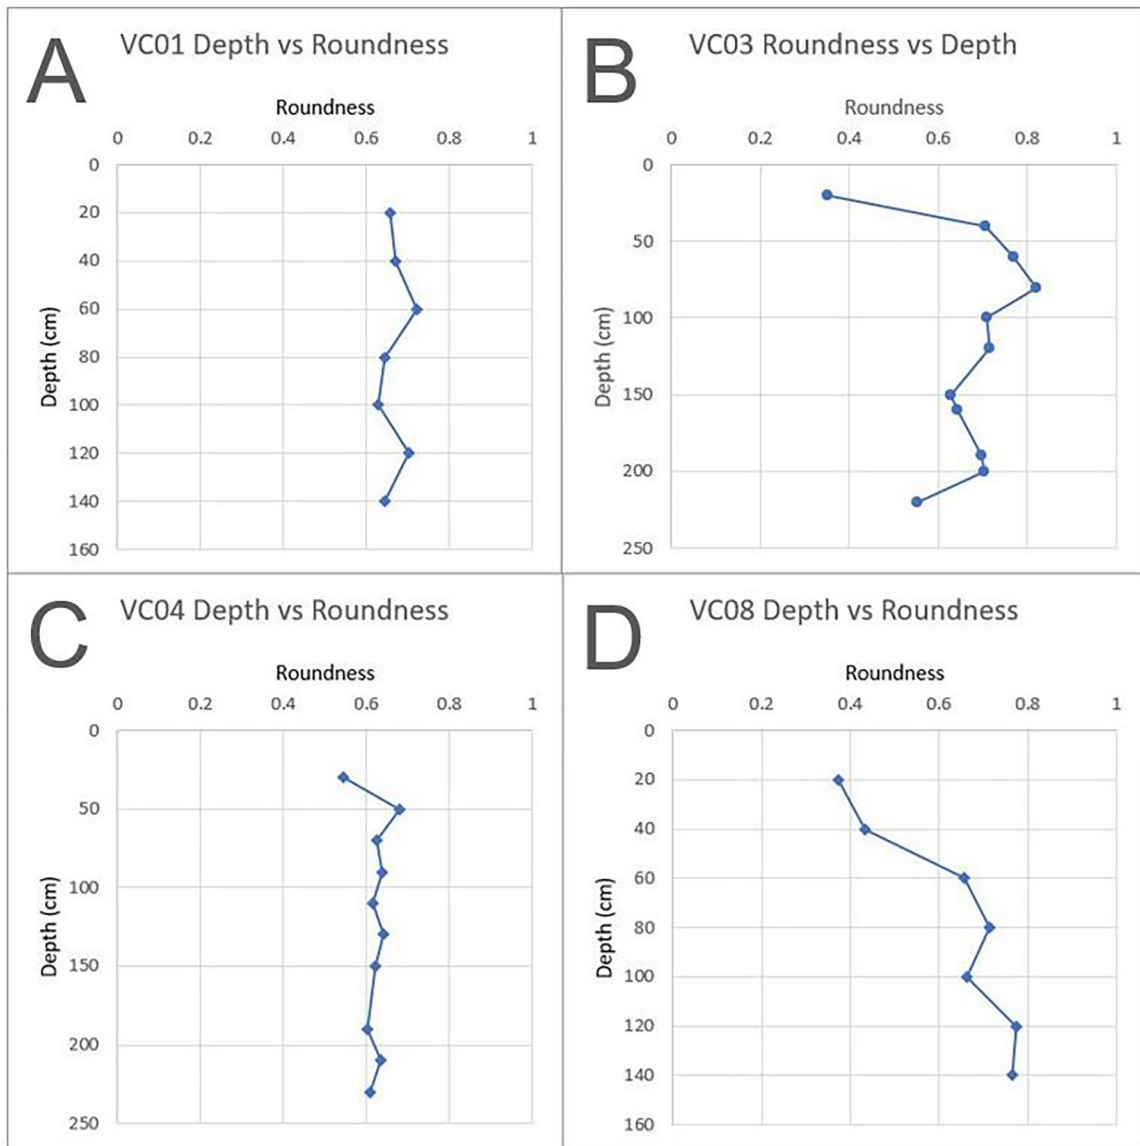 A
VC01 Depth vs Roundness
Roundness
0 0.2 0.4 0.6 0.8 1
0
20
40
60
80
100
120
140
160
Depth (cm)
B
VC03 Roundness vs Depth
Roundness
0 0.2 0.4 0.6 0.8 1
0
50
100
150
200
250
Depth (cm)
C
VC04 Depth vs Roundness
Roundness
0 0.2 0.4 0.6 0.8 1
0
50
100
150
200
250
Depth (cm)
D
VC08 Depth vs Roundness
Roundness
0 0.2 0.4 0.6 0.8 1
0
20
40
60
80
100
120
140
160
Depth (cm)